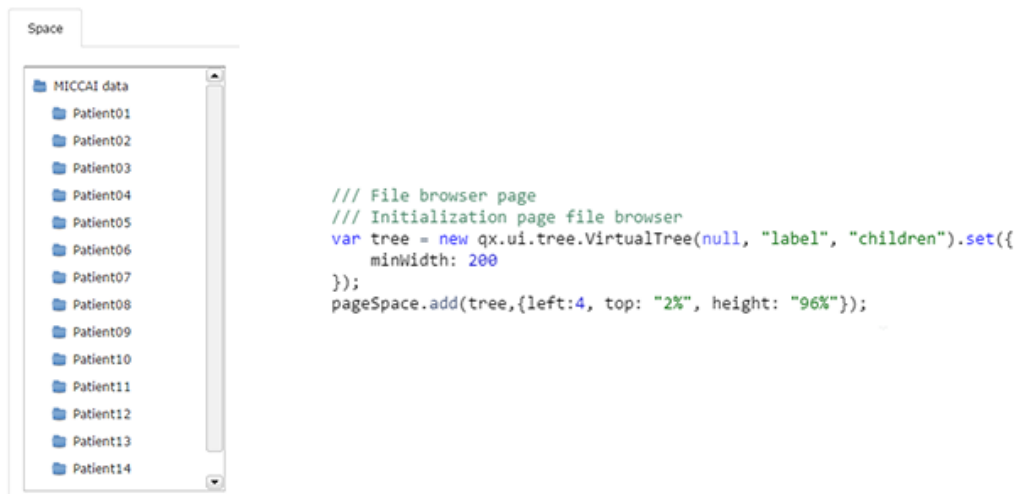 Space
MICCAI data
Patient01
Patient02
Patient03
Patient04
Patient05
Patient06
Patient07
Patient08
Patient09
Patient10
Patient11
Patient12
Patient13
Patient14
/// File browser page
/// Initialization page file browser
var tree = new qx.ui.tree.VirtualTree(null, "label", "children").set({
    minWidth: 200
});
pageSpace.add(tree,{left:4, top: "2%", height: "96%"});